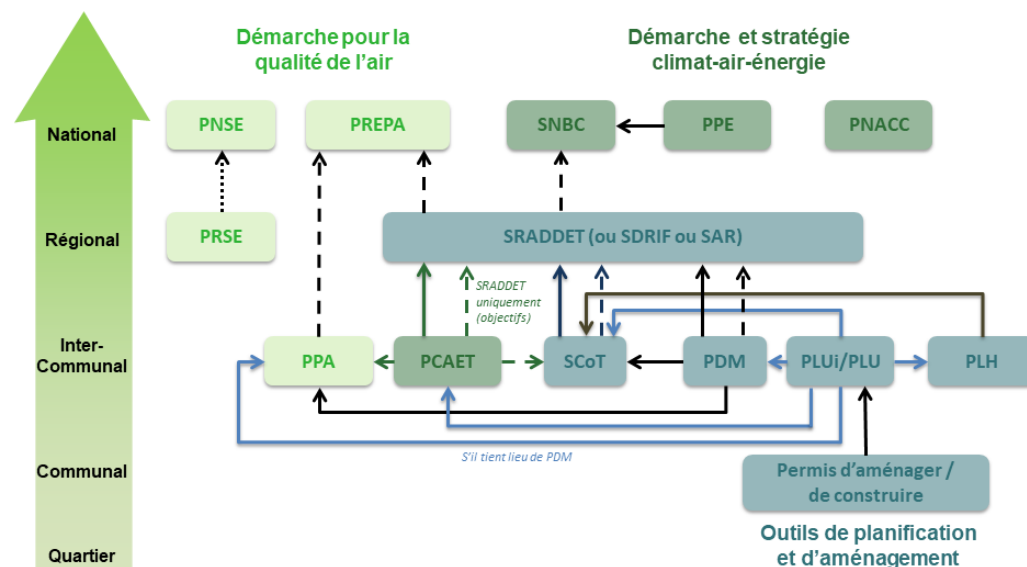 Démarche pour la
qualité de l'air
Démarche et stratégie
climat-air-énergie
National
PNSE
PREPA
SNBC
PPE
PNACC
Régional
PRSE
SRADDET (ou SDRIF ou SAR)
SRADDET
uniquement
(objectifs)
Inter-
Communal
PPA
PCAET
SCoT
PDM
PLUi/PLU
PLH
S'il tient lieu de PDM
Communal
Permis d'aménager /
de construire
Quartier
Outils de planification
et d'aménagement